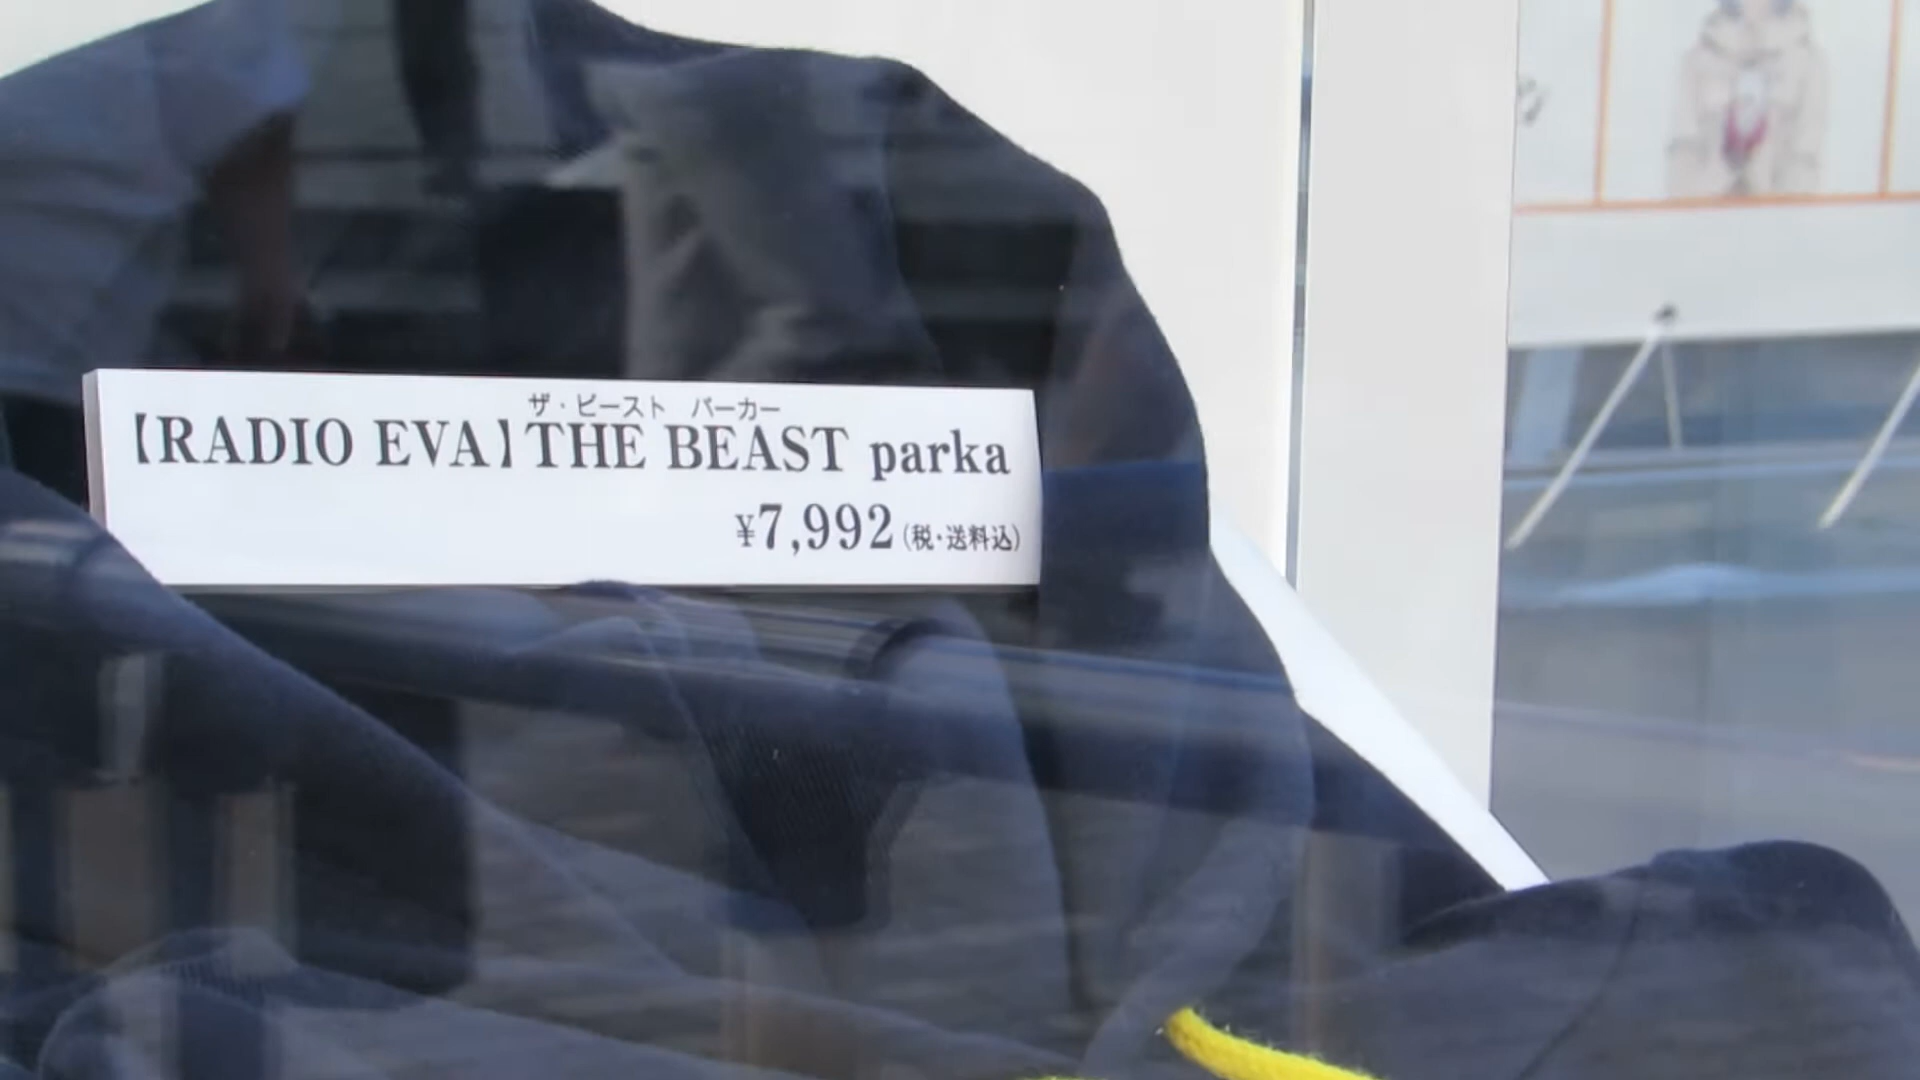 ザ・ビースト パーカー
【RADIO EVA】THE BEAST parka
¥7,992(税・送料込)